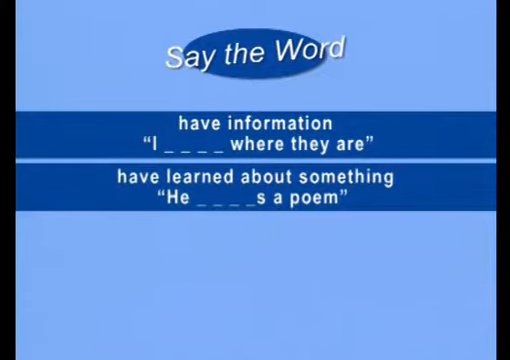 Say the Word
have information
“I _ _ _ _ where they are”
have learned about something
“He _ _ _ _s a poem”